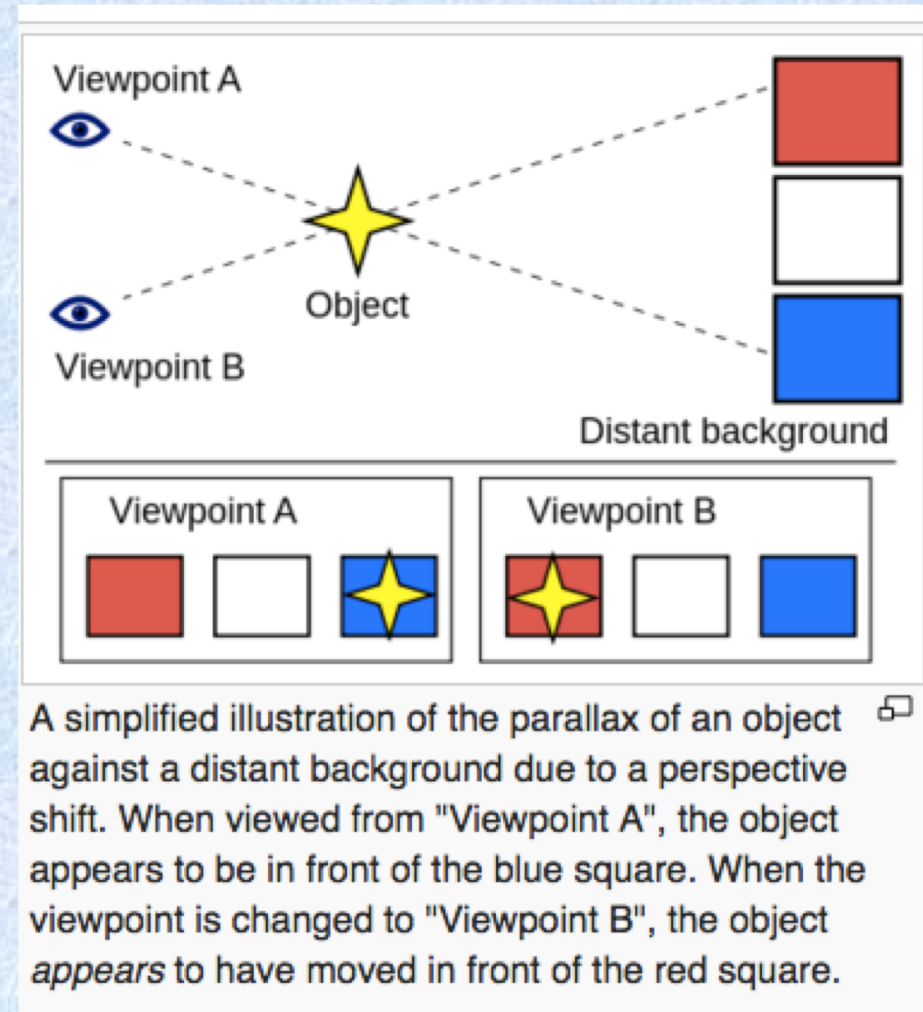 Viewpoint A
Object
Viewpoint B
Distant background
Viewpoint A
Viewpoint B
A simplified illustration of the parallax of an object
against a distant background due to a perspective
shift. When viewed from "Viewpoint A", the object
appears to be in front of the blue square. When the
viewpoint is changed to "Viewpoint B", the object
appears to have moved in front of the red square.